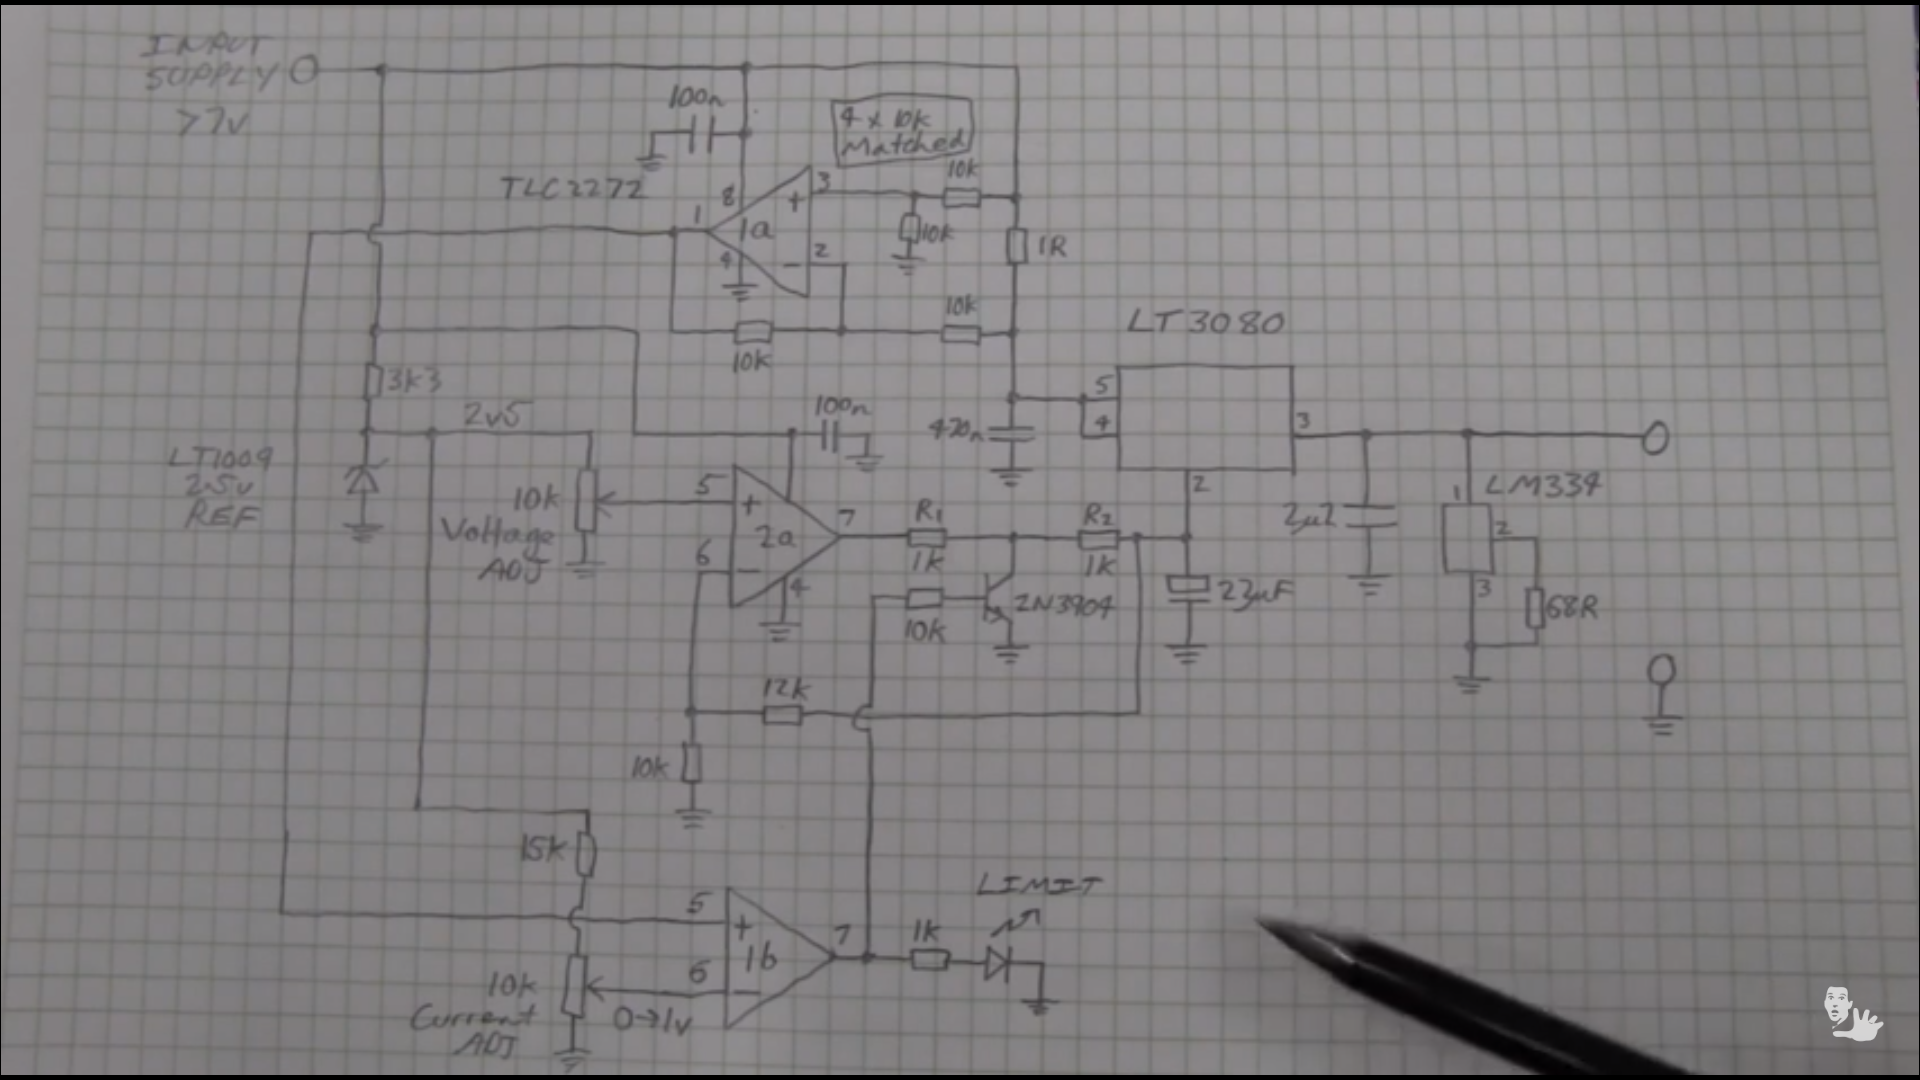 INPUT
SUPPLY
>7v
100n
4 x 10k
Matched
10k
TLC2272
8
3
+
1
1a
10k
1R
4
2
−
10k
10k
LT3080
3k3
2v5
100n
5
4
3
470n
LT1009
2.5v
REF
10k
Voltage
ADJ
5
+
2a
7
6
−
4
R1
1k
R2
1k
2
2µ2
LM334
1
2
3
68R
10k
2N3904
12k
10k
15k
LIMIT
5
+
1b
7
1k
6
−
10k
Current
ADJ
0→1v